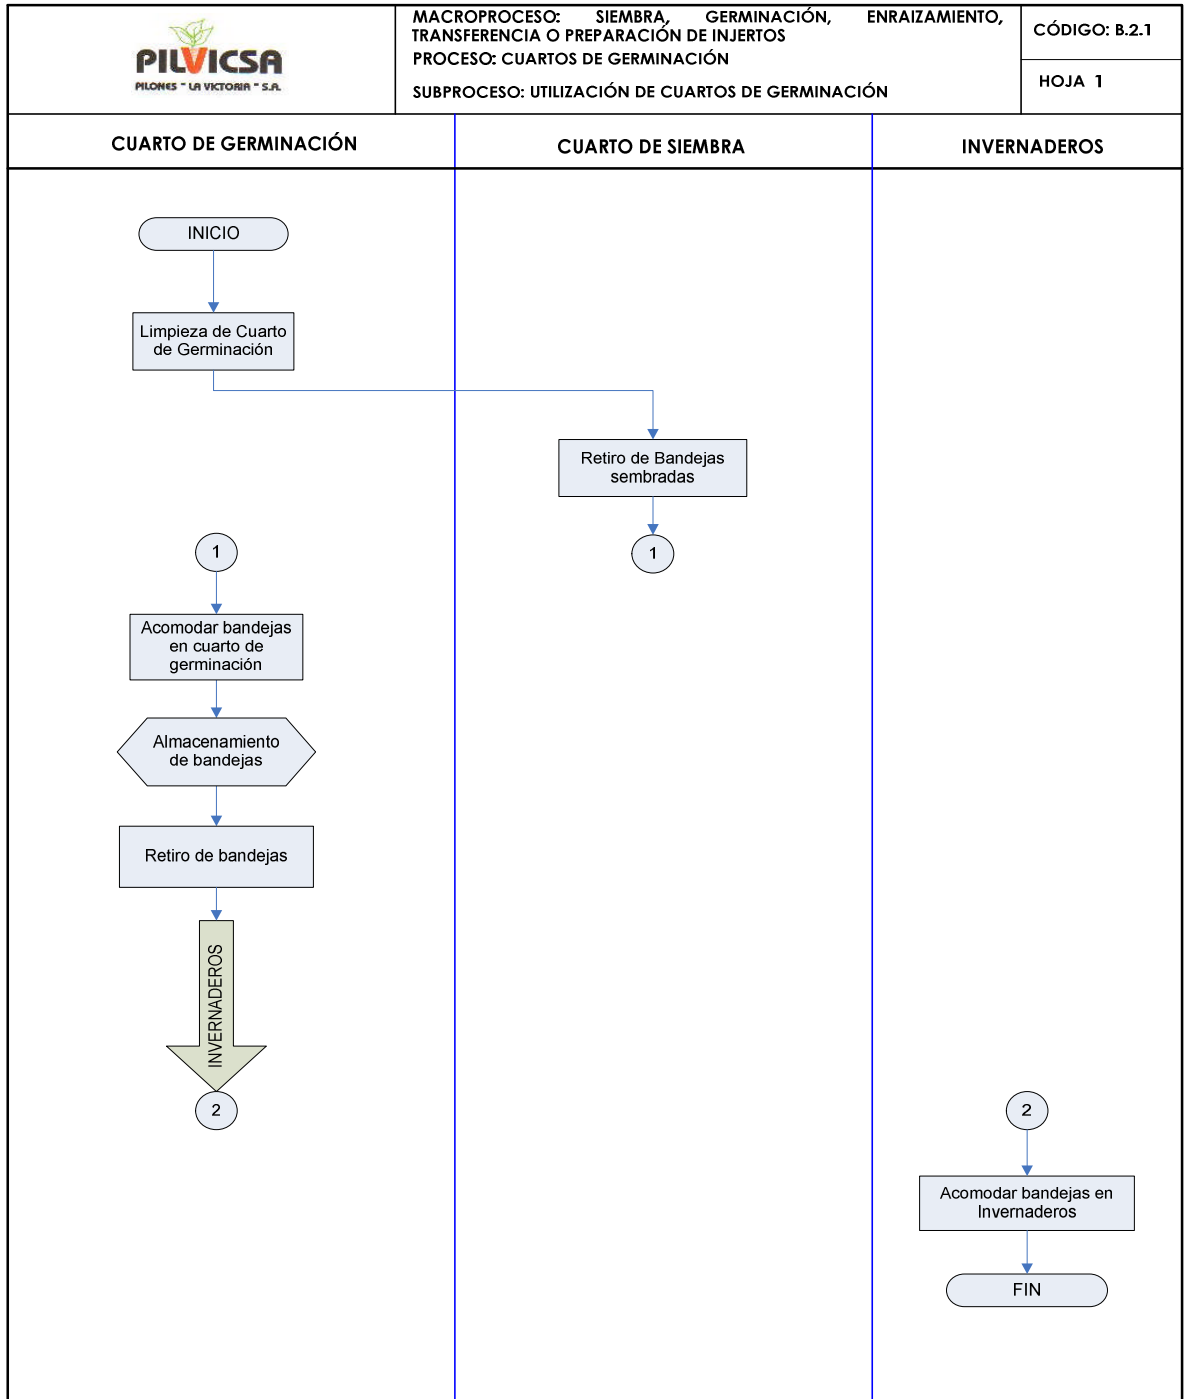 PILVICSA
PILONES " LA VICTORIA " S.A.
MACROPROCESO: SIEMBRA, GERMINACIÓN, ENRAIZAMIENTO,
TRANSFERENCIA O PREPARACIÓN DE INJERTOS
PROCESO: CUARTOS DE GERMINACIÓN
SUBPROCESO: UTILIZACIÓN DE CUARTOS DE GERMINACIÓN
CÓDIGO: B.2.1
HOJA 1
CUARTO DE GERMINACIÓN
CUARTO DE SIEMBRA
INVERNADEROS
INICIO
Limpieza de Cuarto
de Germinación
Retiro de Bandejas
sembradas
1
1
Acomodar bandejas
en cuarto de
germinación
Almacenamiento
de bandejas
Retiro de bandejas
INVERNADEROS
2
2
Acomodar bandejas en
Invernaderos
FIN